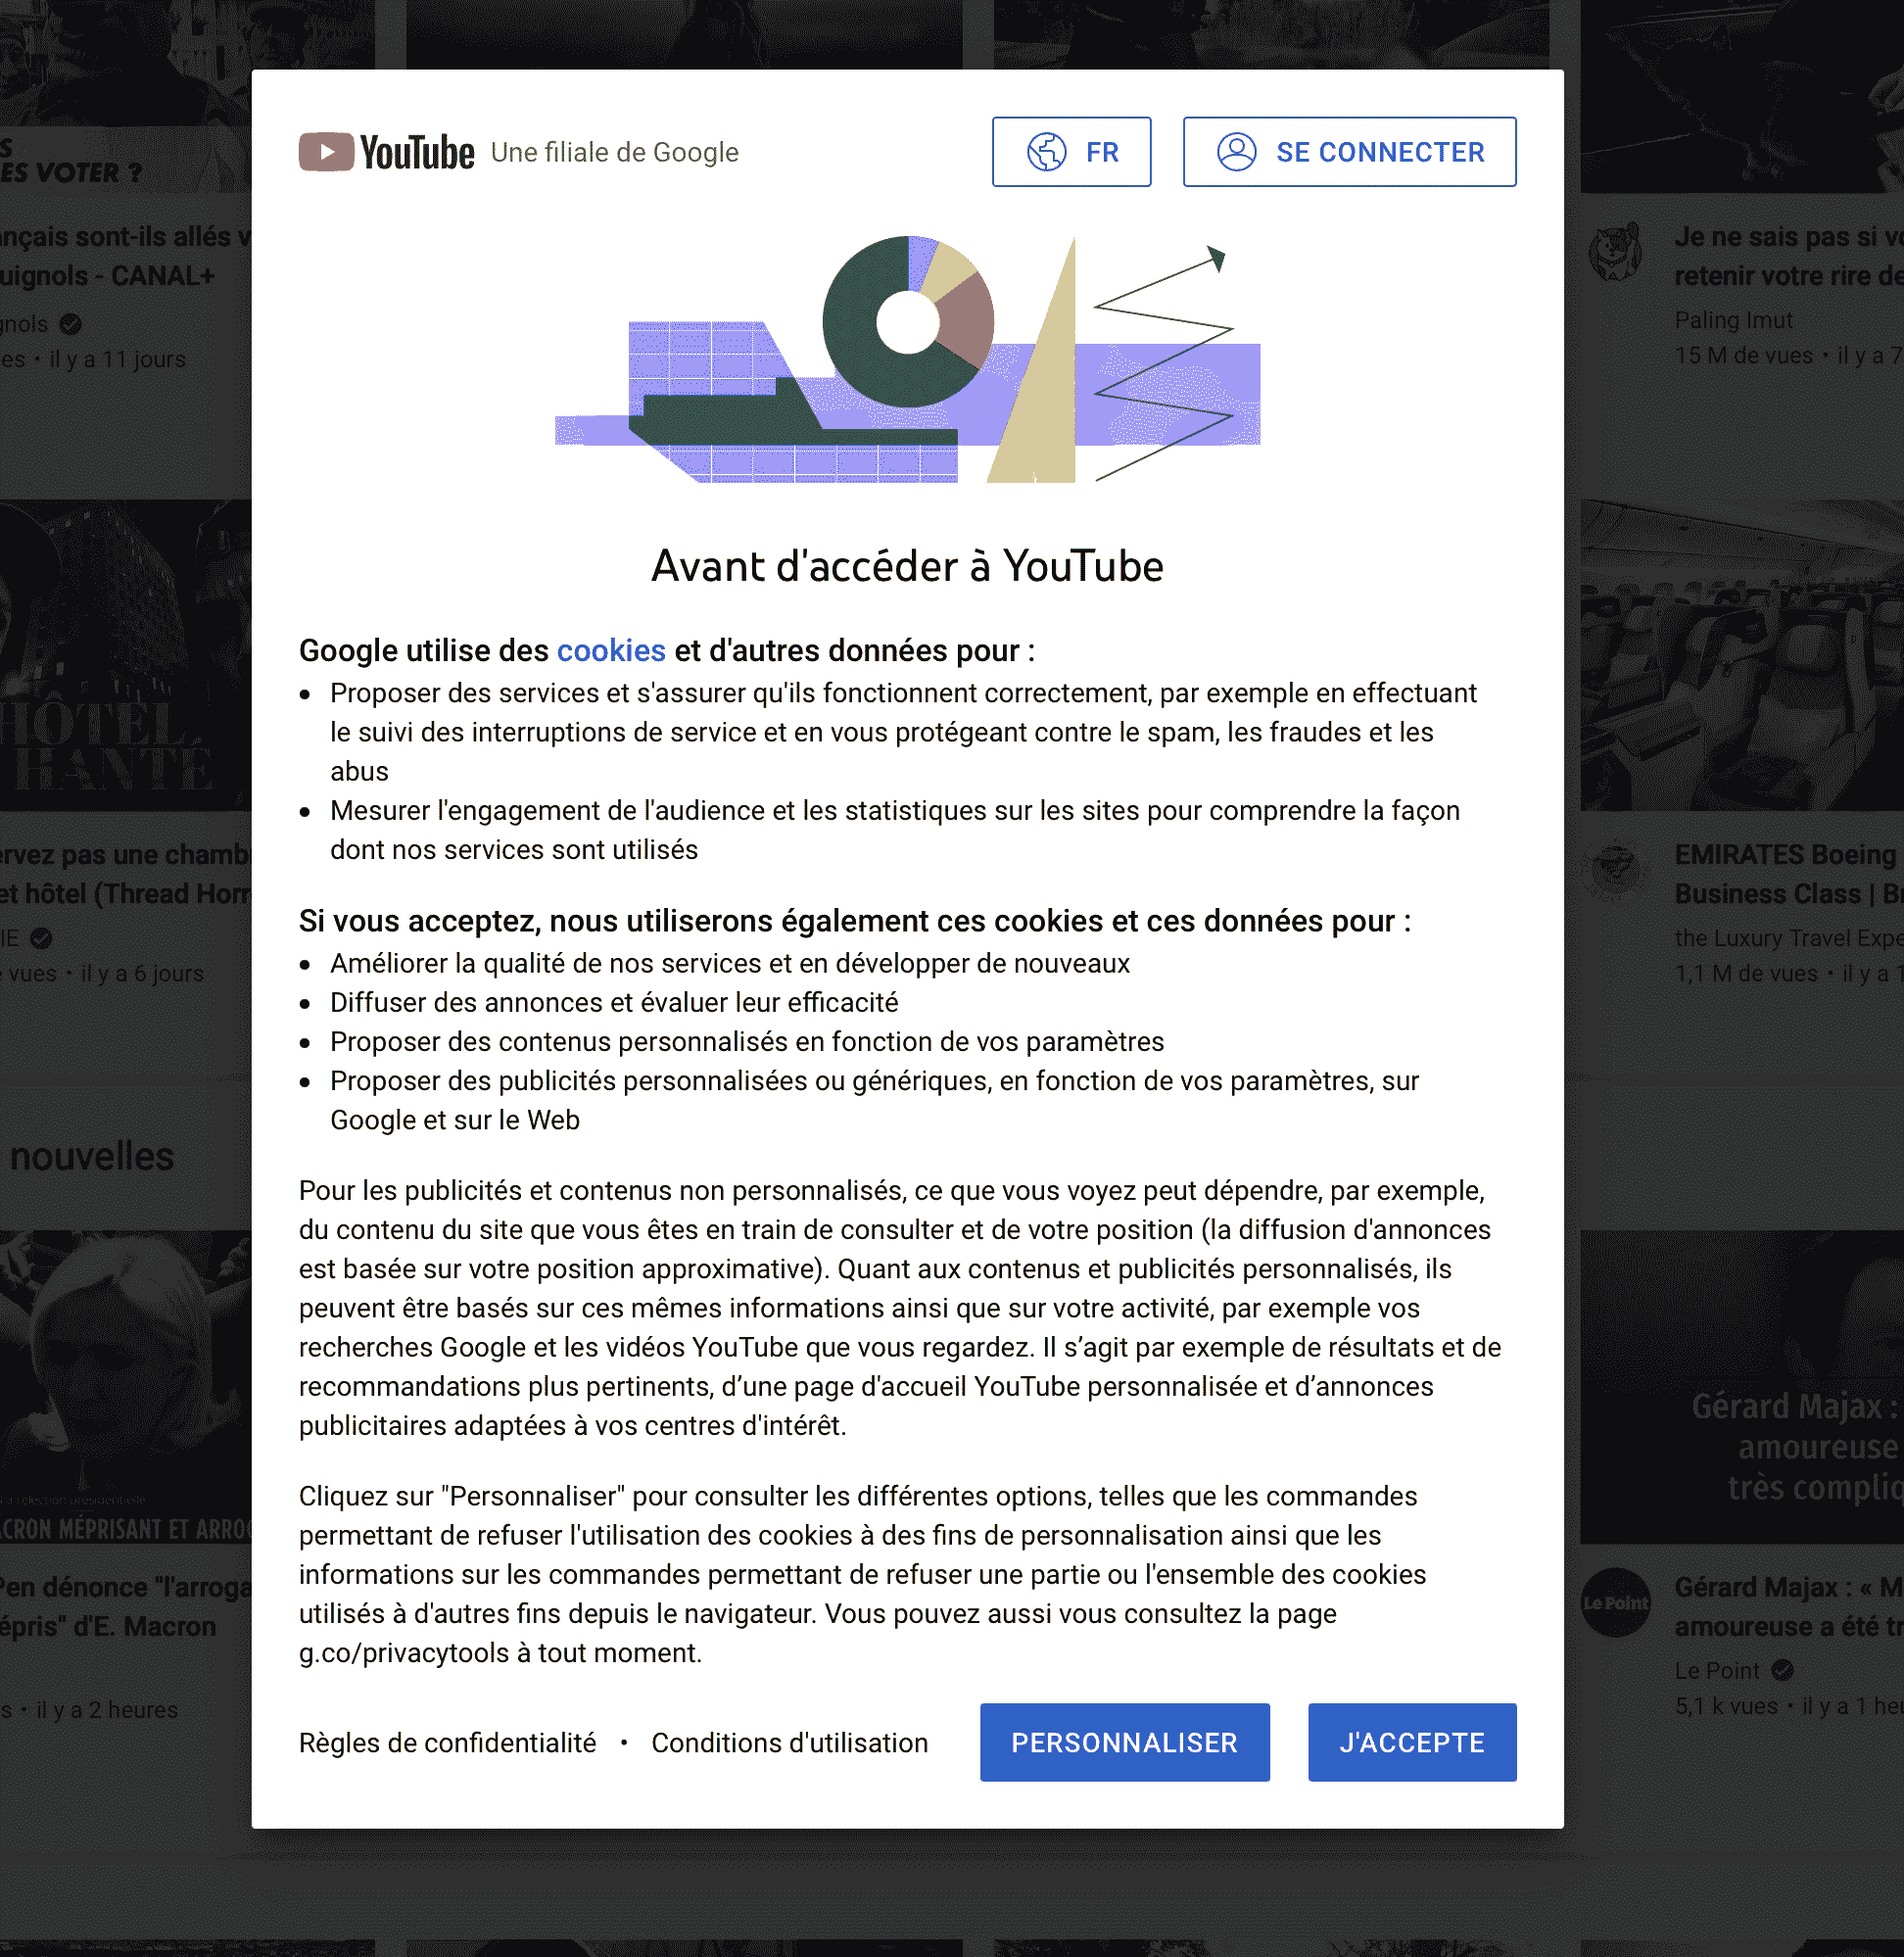 S
ES VOTER ?
ançais sont-ils allés v
uignols - CANAL+
gnols
es • il y a 11 jours
HÔTEL
HANTÉ
ervez pas une chamb
et hôtel (Thread Horr
IE
vues • il y a 6 jours
nouvelles
CRON MÉPRISANT ET ARROG
Pen dénonce "l'arroga
épris" d'E. Macron
s • il y a 2 heures
YouTube Une filiale de Google
FR
SE CONNECTER
Avant d'accéder à YouTube
Google utilise des cookies et d'autres données pour :
• Proposer des services et s'assurer qu'ils fonctionnent correctement, par exemple en effectuant
le suivi des interruptions de service et en vous protégeant contre le spam, les fraudes et les
abus
• Mesurer l'engagement de l'audience et les statistiques sur les sites pour comprendre la façon
dont nos services sont utilisés
Si vous acceptez, nous utiliserons également ces cookies et ces données pour :
• Améliorer la qualité de nos services et en développer de nouveaux
• Diffuser des annonces et évaluer leur efficacité
• Proposer des contenus personnalisés en fonction de vos paramètres
• Proposer des publicités personnalisées ou génériques, en fonction de vos paramètres, sur
Google et sur le Web
Pour les publicités et contenus non personnalisés, ce que vous voyez peut dépendre, par exemple,
du contenu du site que vous êtes en train de consulter et de votre position (la diffusion d'annonces
est basée sur votre position approximative). Quant aux contenus et publicités personnalisés, ils
peuvent être basés sur ces mêmes informations ainsi que sur votre activité, par exemple vos
recherches Google et les vidéos YouTube que vous regardez. Il s’agit par exemple de résultats et de
recommandations plus pertinents, d’une page d'accueil YouTube personnalisée et d’annonces
publicitaires adaptées à vos centres d'intérêt.
Cliquez sur "Personnaliser" pour consulter les différentes options, telles que les commandes
permettant de refuser l'utilisation des cookies à des fins de personnalisation ainsi que les
informations sur les commandes permettant de refuser une partie ou l'ensemble des cookies
utilisés à d'autres fins depuis le navigateur. Vous pouvez aussi vous consultez la page
g.co/privacytools à tout moment.
Règles de confidentialité • Conditions d'utilisation
PERSONNALISER
J'ACCEPTE
Je ne sais pas si vo
retenir votre rire de
Paling Imut
15 M de vues • il y a 7
EMIRATES Boeing
Business Class | Br
the Luxury Travel Expe
1,1 M de vues • il y a 1
Gérard Majax :
amoureuse
très compliq
Le Point
Gérard Majax : « M
amoureuse a été tr
Le Point
5,1 k vues • il y a 1 heu